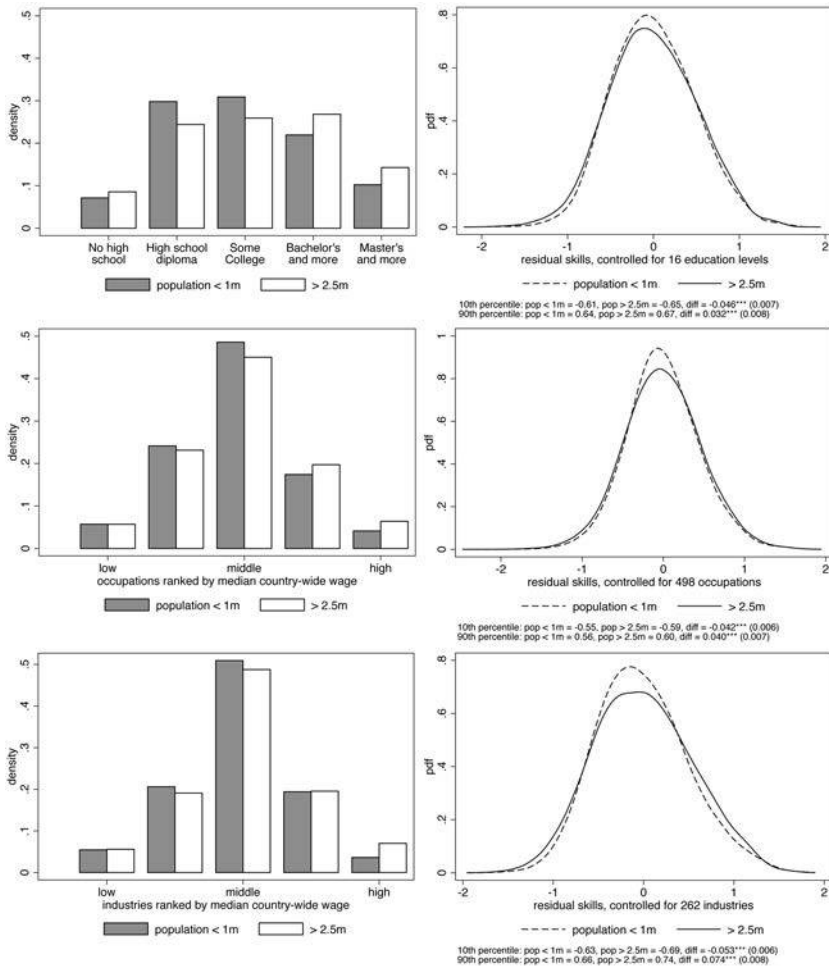 .5
.4
.3
.2
.1
0
density
No high school
High school diploma
Some College
Bachelor's and more
Master's and more
population < 1m
> 2.5m
.8
.6
.4
.2
0
pdf
-2
-1
0
1
2
residual skills, controlled for 16 education levels
population < 1m
> 2.5m
10th percentile: pop < 1m = -0.61, pop > 2.5m = -0.65, diff = -0.046*** (0.007)
90th percentile: pop < 1m = 0.64, pop > 2.5m = 0.67, diff = 0.032*** (0.008)
.5
.4
.3
.2
.1
0
density
low
middle
high
occupations ranked by median country-wide wage
population < 1m
> 2.5m
1
.8
.6
.4
.2
0
pdf
-2
-1
0
1
2
residual skills, controlled for 498 occupations
population < 1m
> 2.5m
10th percentile: pop < 1m = -0.55, pop > 2.5m = -0.59, diff = -0.042*** (0.006)
90th percentile: pop < 1m = 0.56, pop > 2.5m = 0.60, diff = 0.040*** (0.007)
.5
.4
.3
.2
.1
0
density
low
middle
high
industries ranked by median country-wide wage
population < 1m
> 2.5m
.8
.6
.4
.2
0
pdf
-2
-1
0
1
2
residual skills, controlled for 262 industries
population < 1m
> 2.5m
10th percentile: pop < 1m = -0.63, pop > 2.5m = -0.69, diff = -0.053*** (0.006)
90th percentile: pop < 1m = 0.66, pop > 2.5m = 0.74, diff = 0.074*** (0.008)